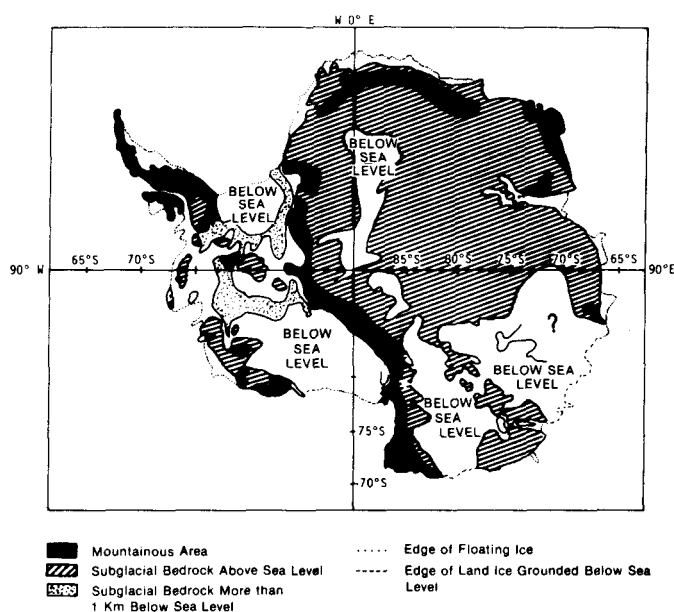 W 0° E
BELOW
SEA
LEVEL
BELOW
SEA
LEVEL
65°S 70°S 85°S 80°S 75°S 70°S 65°S
90° W 90°E
?
BELOW
SEA
LEVEL
BELOW SEA
LEVEL
BELOW
SEA
LEVEL
75°S
70°S
Mountainous Area
Subglacial Bedrock Above Sea Level
Subglacial Bedrock More than
1 Km Below Sea Level
Edge of Floating Ice
Edge of Land Ice Grounded Below Sea
Level